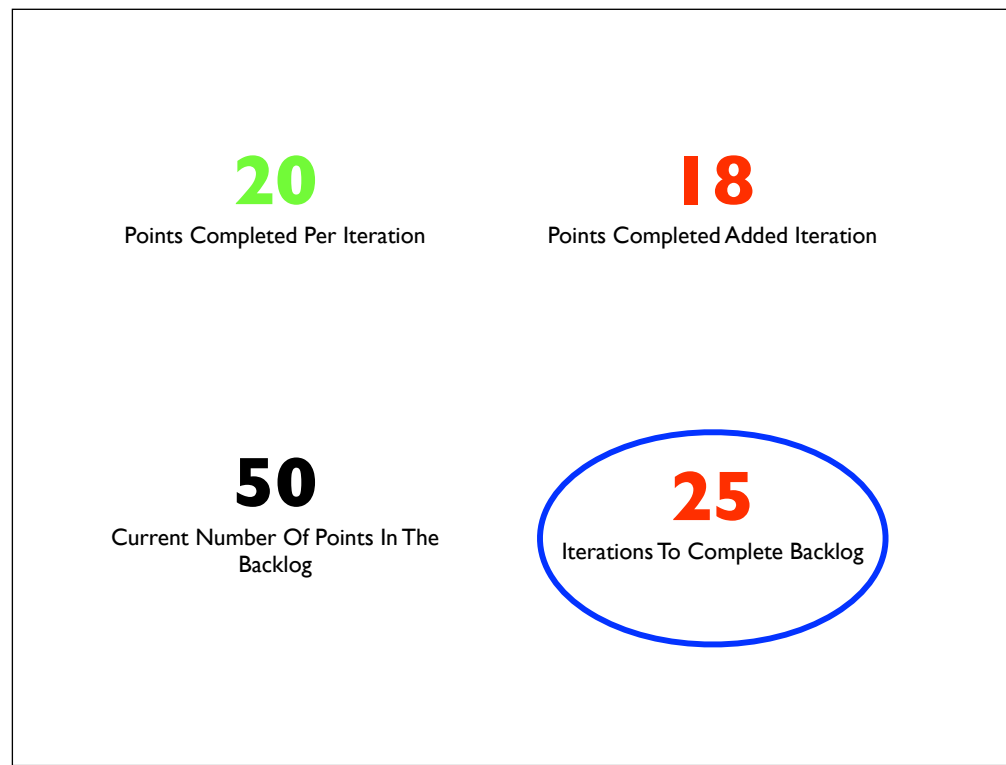 20
Points Completed Per Iteration
18
Points Completed Added Iteration
50
Current Number Of Points In The
Backlog
25
Iterations To Complete Backlog